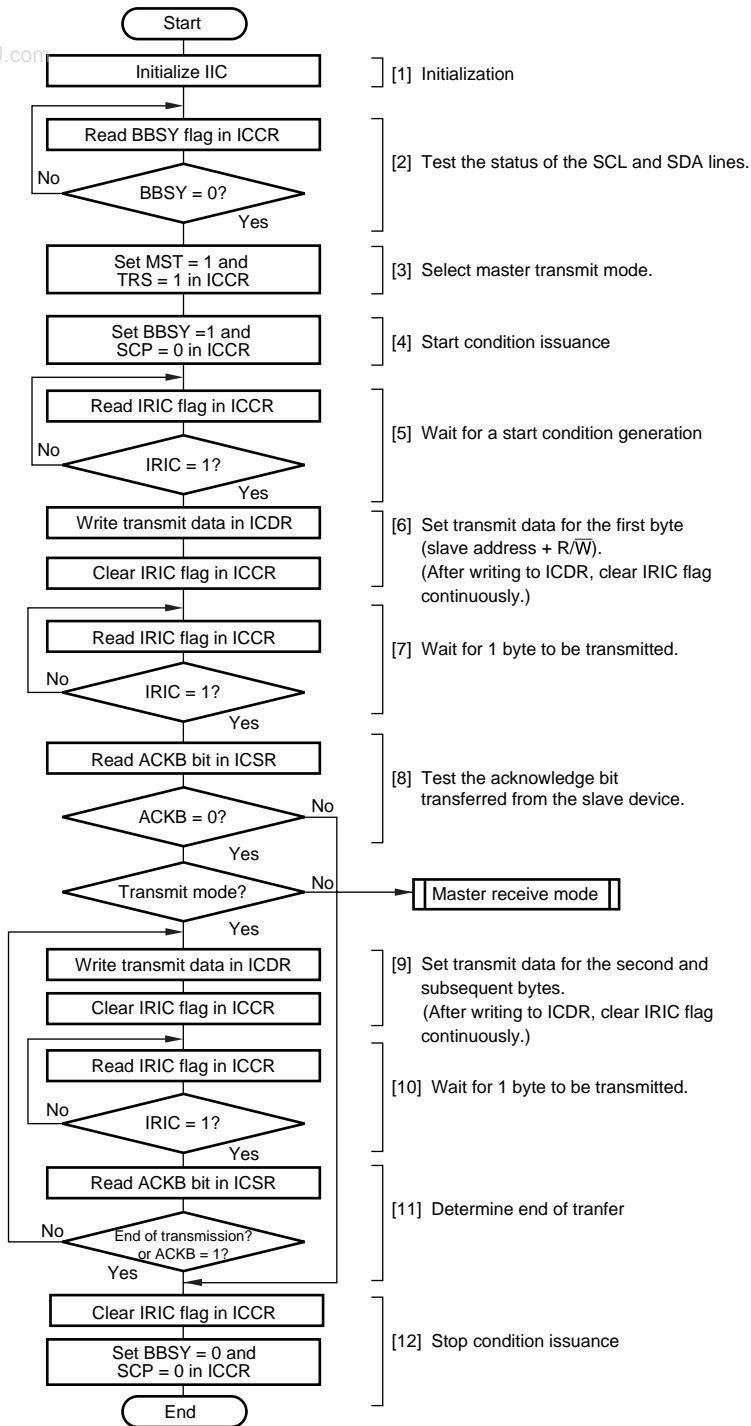 Start
J.com
Initialize IIC
[1] Initialization
Read BBSY flag in ICCR
[2] Test the status of the SCL and SDA lines.
No
BBSY = 0?
Yes
Set MST = 1 and
TRS = 1 in ICCR
[3] Select master transmit mode.
Set BBSY =1 and
SCP = 0 in ICCR
[4] Start condition issuance
Read IRIC flag in ICCR
[5] Wait for a start condition generation
No
IRIC = 1?
Yes
Write transmit data in ICDR
[6] Set transmit data for the first byte
(slave address + R/W̅).
(After writing to ICDR, clear IRIC flag
continuously.)
Clear IRIC flag in ICCR
Read IRIC flag in ICCR
[7] Wait for 1 byte to be transmitted.
No
IRIC = 1?
Yes
Read ACKB bit in ICSR
[8] Test the acknowledge bit
transferred from the slave device.
No
ACKB = 0?
Yes
Transmit mode?
No
Master receive mode
Yes
Write transmit data in ICDR
[9] Set transmit data for the second and
subsequent bytes.
(After writing to ICDR, clear IRIC flag
continuously.)
Clear IRIC flag in ICCR
Read IRIC flag in ICCR
[10] Wait for 1 byte to be transmitted.
No
IRIC = 1?
Yes
Read ACKB bit in ICSR
[11] Determine end of tranfer
No
End of transmission?
or ACKB = 1?
Yes
Clear IRIC flag in ICCR
[12] Stop condition issuance
Set BBSY = 0 and
SCP = 0 in ICCR
End